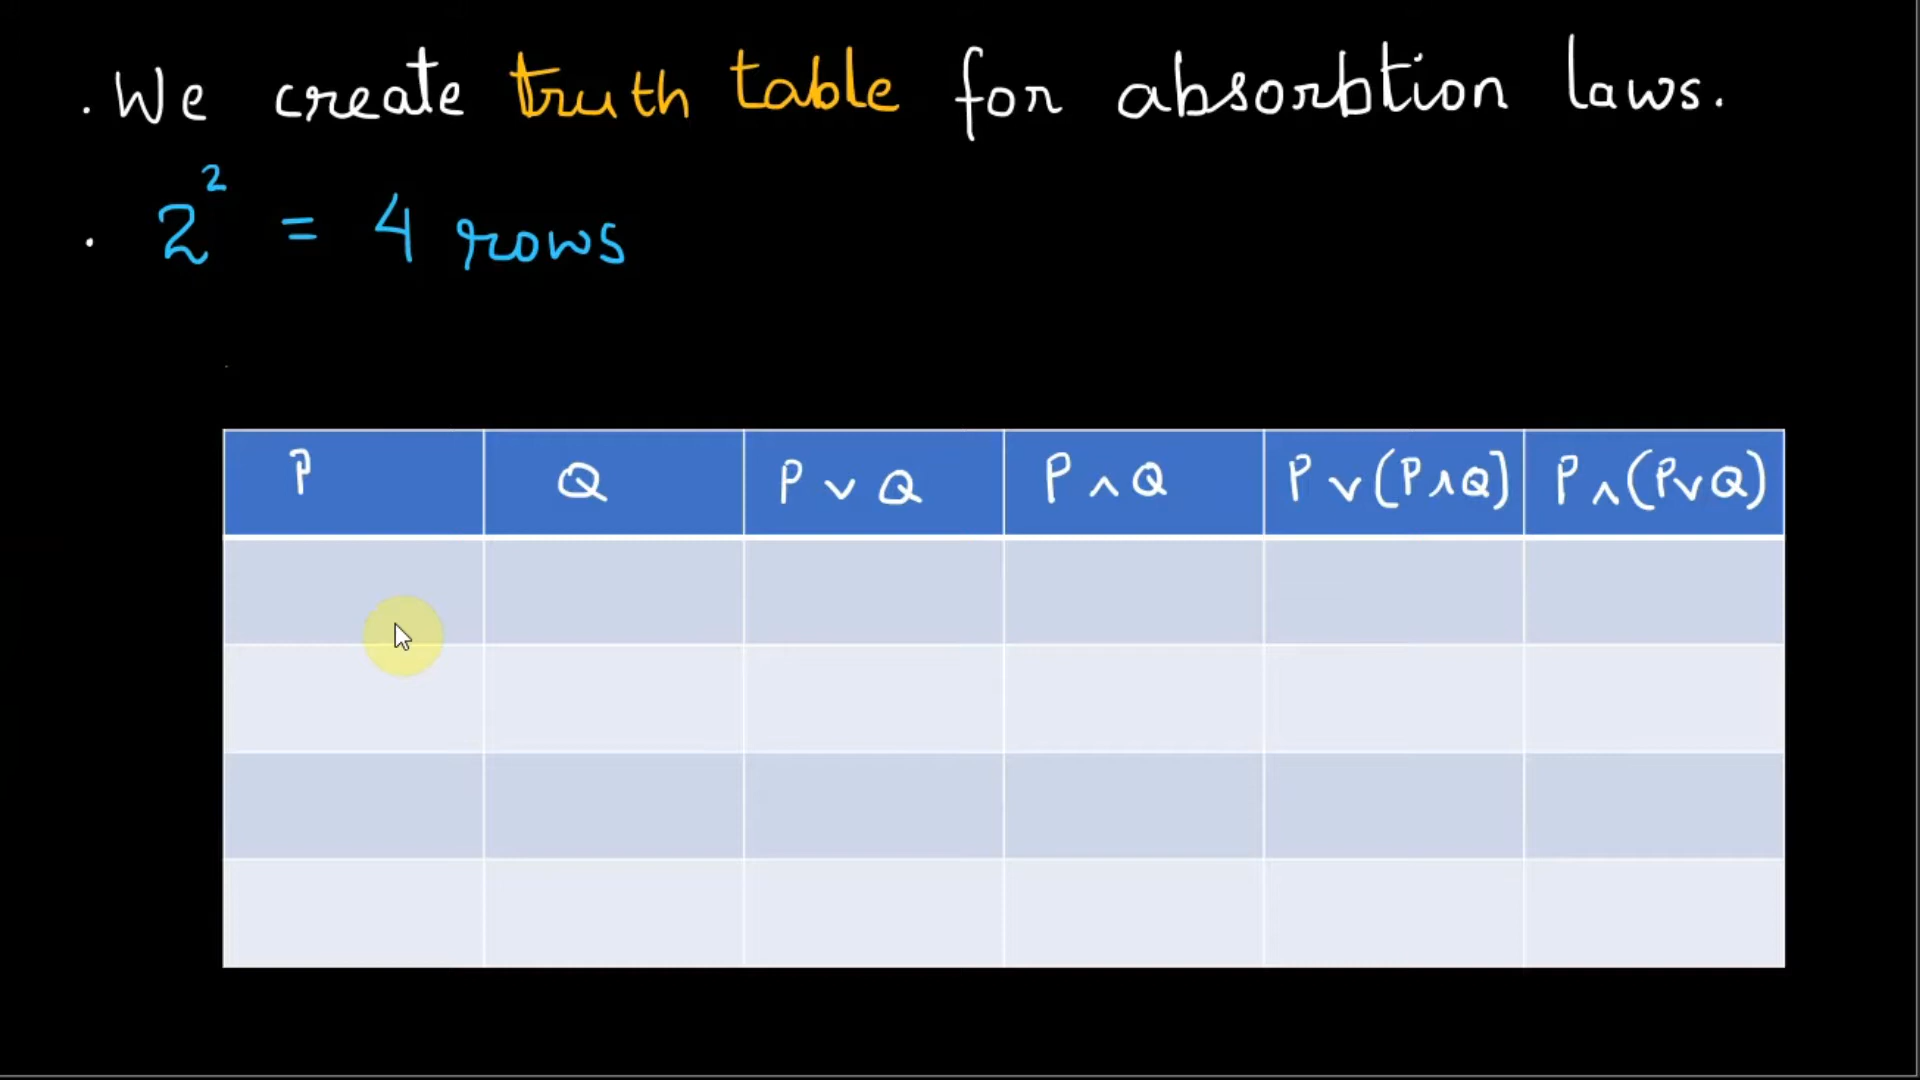 . We create truth table for absorbtion laws.
. 2² = 4 rows
P Q P ∨ Q P ∧ Q P ∨ (P ∧ Q) P ∧ (P ∨ Q)